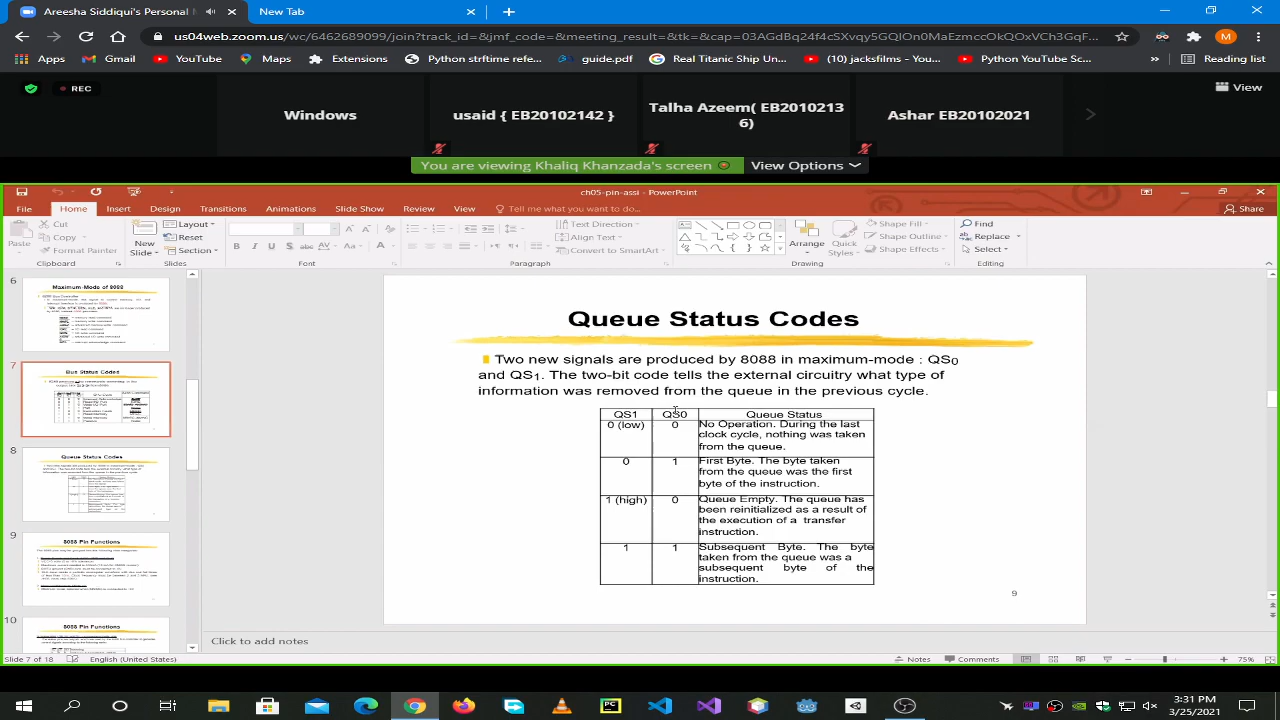 Aresha Siddiqui's Personal M
New Tab
us04web.zoom.us/wc/6462689099/join?track_id=&jmf_code=&meeting_result=&tk=&cap=03AGdBq24f4cSXvqy5GQIOn0MaEzmccOkQOxVCh3GqF...
Apps
Gmail
YouTube
Maps
Extensions
Python strftime refe...
guide.pdf
Real Titasic Ship Un...
(10) jocksfilms - You...
Python YouTube Scr...
»
Reading list
REC
View
Windows
usaid { EB20102142 }
Talha Azeem( EB2010213
6)
Ashar EB20102021
You are viewing Khaliq Khanzada's screen
View Options
ch05-pin-assi - PowerPoint
File
Home
Insert
Design
Transitions
Animations
Slide Show
Review
View
Tell me what you want to do...
Share
Paste
Cut
Copy
Format Painter
Clipboard
New
Slide
Layout
Reset
Section
Slides
Font
Text Direction
Align Text
Convert to SmartArt
Paragraph
Arrange
Quick
Styles
Shape Fill
Shape Outline
Shape Effects
Drawing
Find
Replace
Select
Editing
6
Maximum-Mode of 8088
7
Bus Status Codes
8
Queue Status Codes
9
8088 Pin Functions
10
8088 Pin Functions
Queue Status Codes
Two new signals are produced by 8088 in maximum-mode : QS0
and QS1. The two-bit code tells the external circuitry what type of
information was removed from the queue in the previous cycle.
QS1 QS0 Queue Status
0 (low) 0 No Operation. During the last
clock cycle, nothing was taken
from the queue.
0 1 First Byte. The byte taken
from the queue was the first
byte of the instruction.
1 (high) 0 Queue Empty. The queue has
been reinitialized as a result of
the execution of a transfer
instruction.
1 1 Subsequent Byte. The byte
taken from the queue was a
subsequent byte of the
instruction.
9
Click to add notes
Slide 7 of 18
English (United States)
Notes
Comments
75%
3:31 PM
3/25/2021